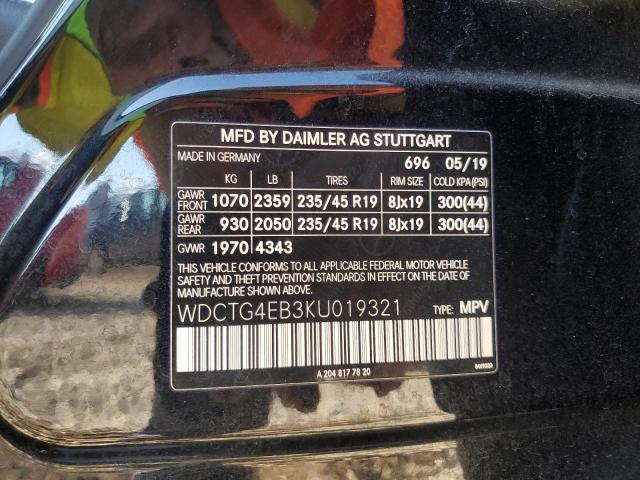 MFD BY DAIMLER AG STUTTGART
MADE IN GERMANY 696 05/19
KG LB TIRES RIM SIZE COLD KPA(PSI)
GAWR FRONT 1070 2359 235/45 R19 8Jx19 300(44)
GAWR REAR 930 2050 235/45 R19 8Jx19 300(44)
GVWR 1970 4343
THIS VEHICLE CONFORMS TO ALL APPLICABLE FEDERAL MOTOR VEHICLE
SAFETY AND THEFT PREVENTION STANDARDS IN EFFECT ON THE DATE OF
MANUFACTURE SHOWN ABOVE.
WDCTG4EB3KU019321 TYPE: MPV
A 204 817 78 20